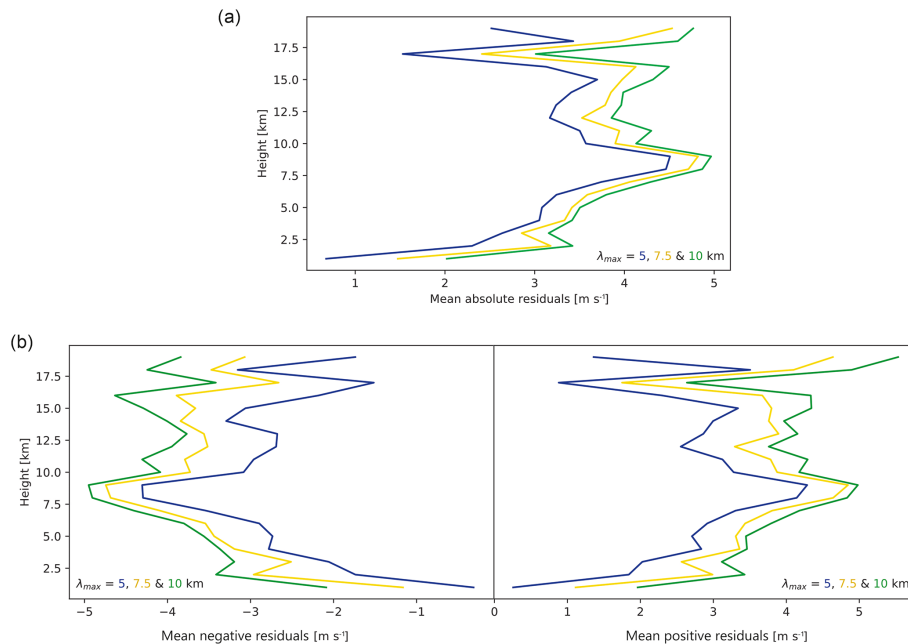 (a)
17.5
15.0
12.5
10.0
7.5
5.0
2.5
Height [km]
λmax = 5, 7.5 & 10 km
1 2 3 4 5
Mean absolute residuals [m s⁻¹]
(b)
17.5
15.0
12.5
10.0
7.5
5.0
2.5
Height [km]
λmax = 5, 7.5 & 10 km
λmax = 5, 7.5 & 10 km
−5 −4 −3 −2 −1 0 1 2 3 4 5
Mean negative residuals [m s⁻¹]
Mean positive residuals [m s⁻¹]